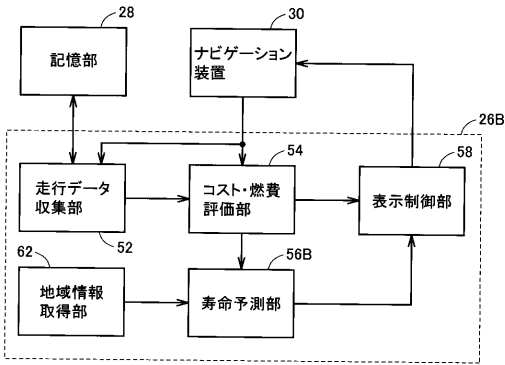 28
記憶部
30
ナビゲーション
装置
26B
走行データ
収集部
52
54
コスト・燃費
評価部
58
表示制御部
62
地域情報
取得部
56B
寿命予測部